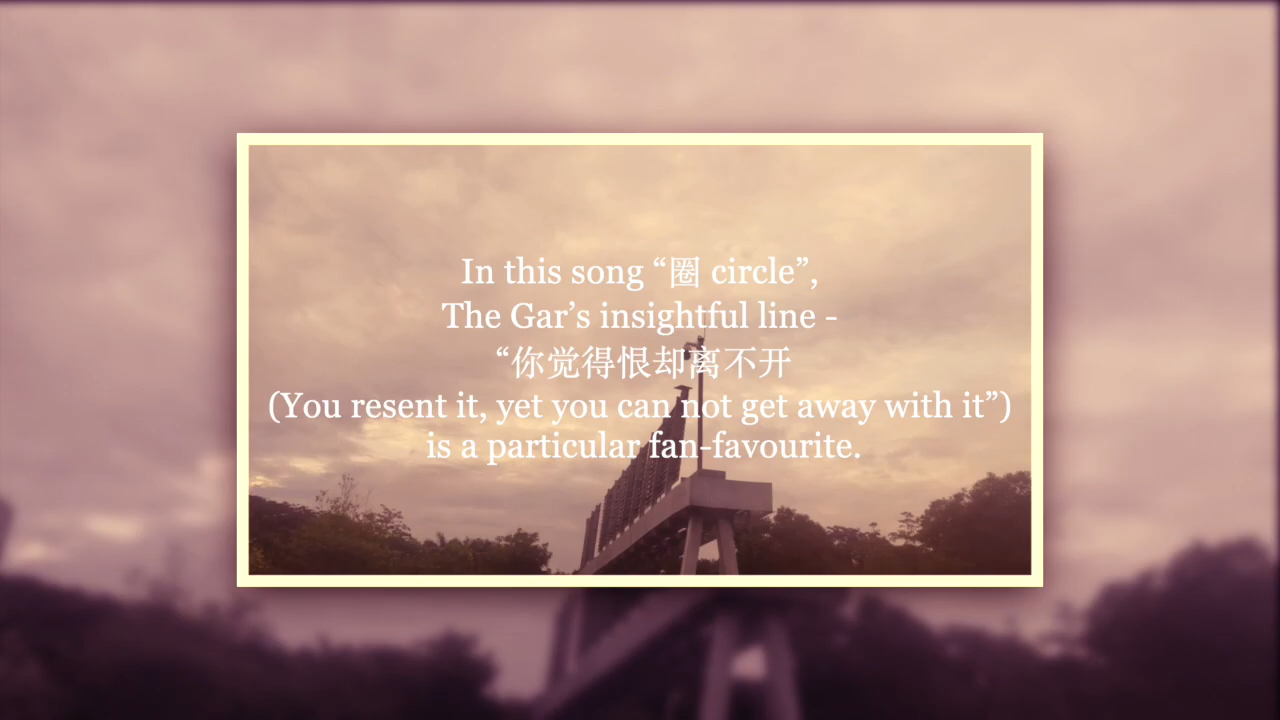 In this song “圈 circle”,
The Gar’s insightful line -
“你觉得恨却离不开
(You resent it, yet you can not get away with it”)
is a particular fan-favourite.